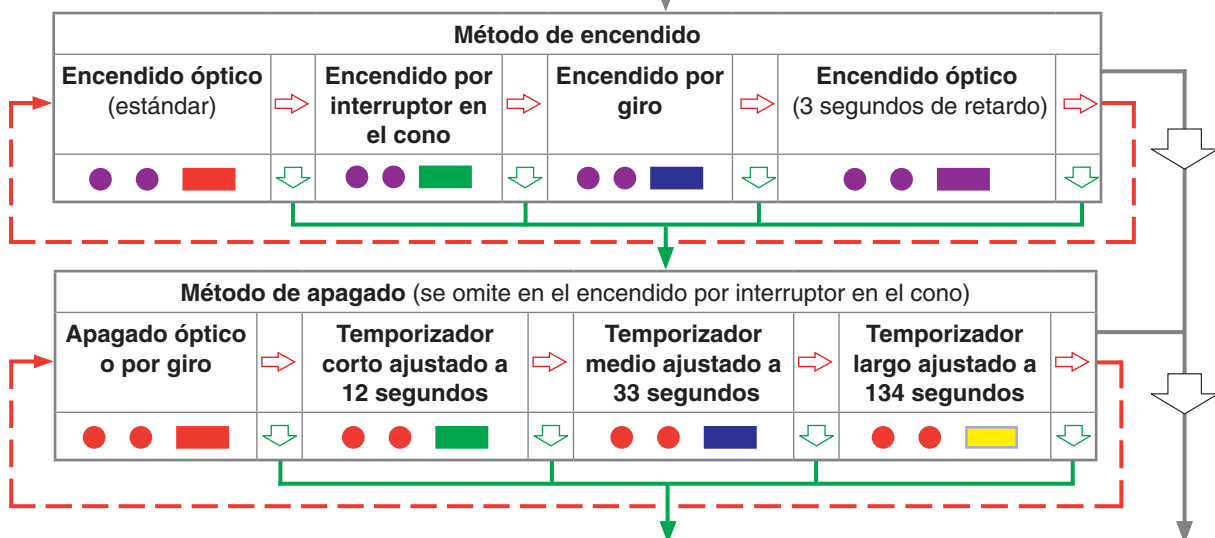 Método de encendido
Encendido óptico
(estándar)
Encendido por
interruptor en
el cono
Encendido por
giro
Encendido óptico
(3 segundos de retardo)
Método de apagado (se omite en el encendido por interruptor en el cono)
Apagado óptico
o por giro
Temporizador
corto ajustado a
12 segundos
Temporizador
medio ajustado a
33 segundos
Temporizador
largo ajustado a
134 segundos